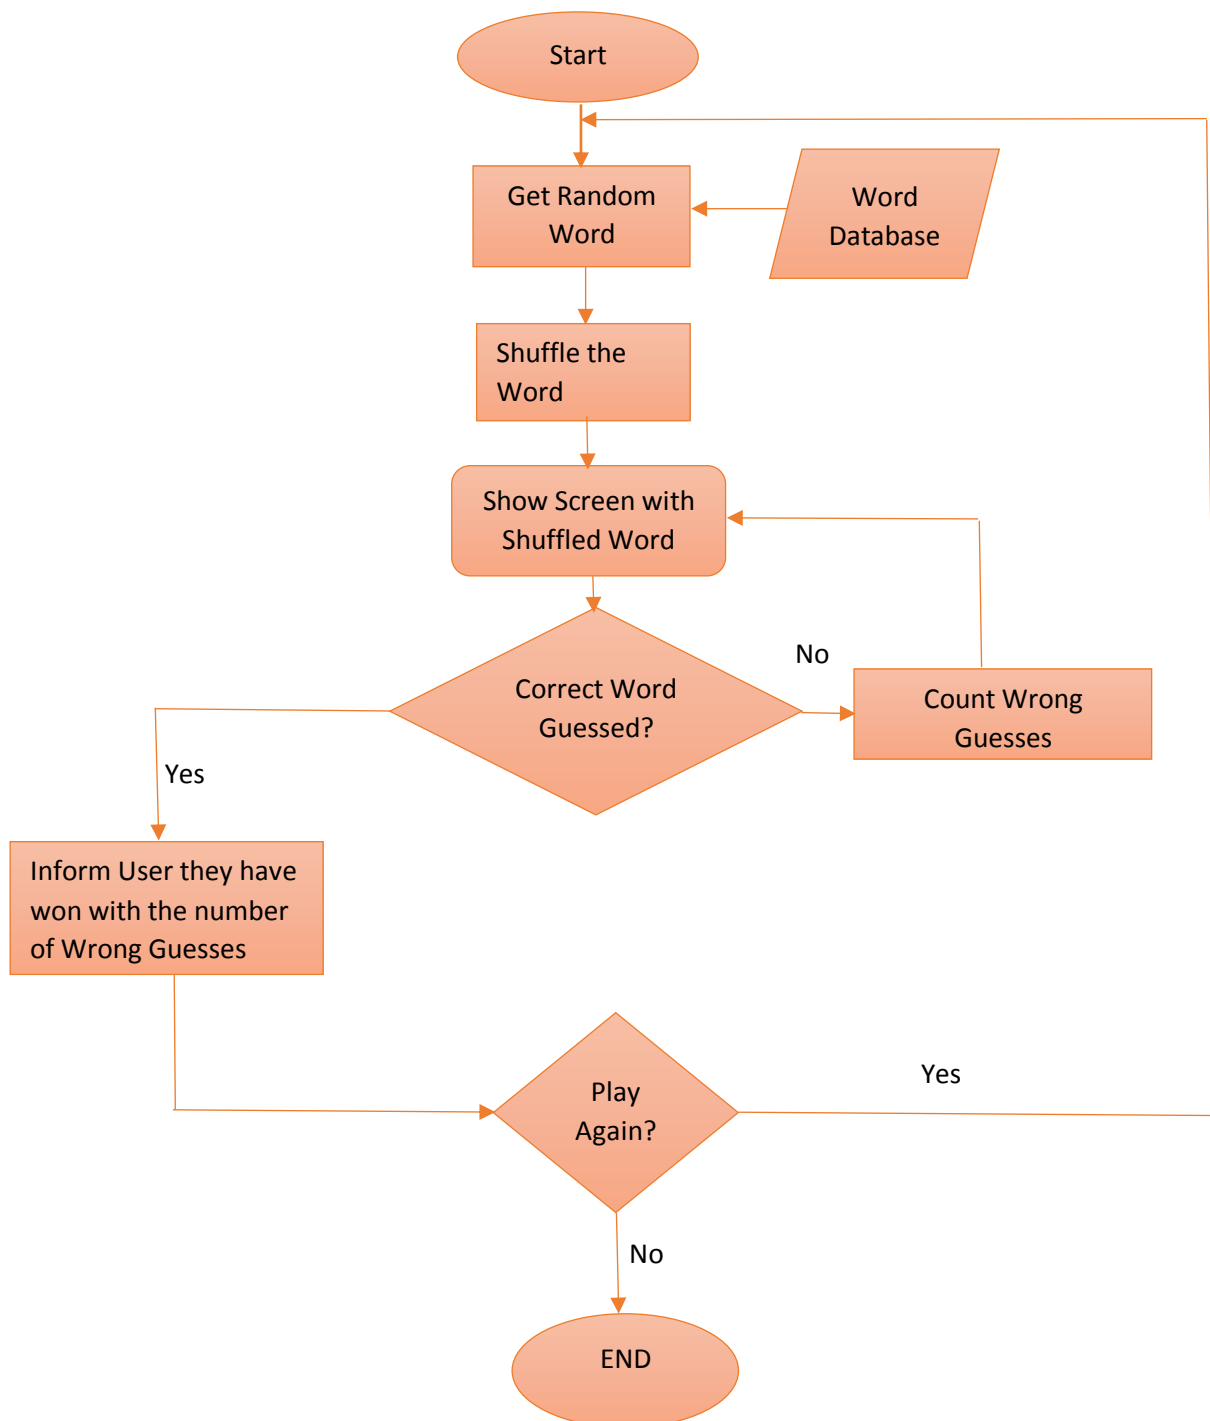 Start
Get Random
Word
Word
Database
Shuffle the
Word
Show Screen with
Shuffled Word
No
Correct Word
Guessed?
Count Wrong
Guesses
Yes
Inform User they have
won with the number
of Wrong Guesses
Yes
Play
Again?
No
END